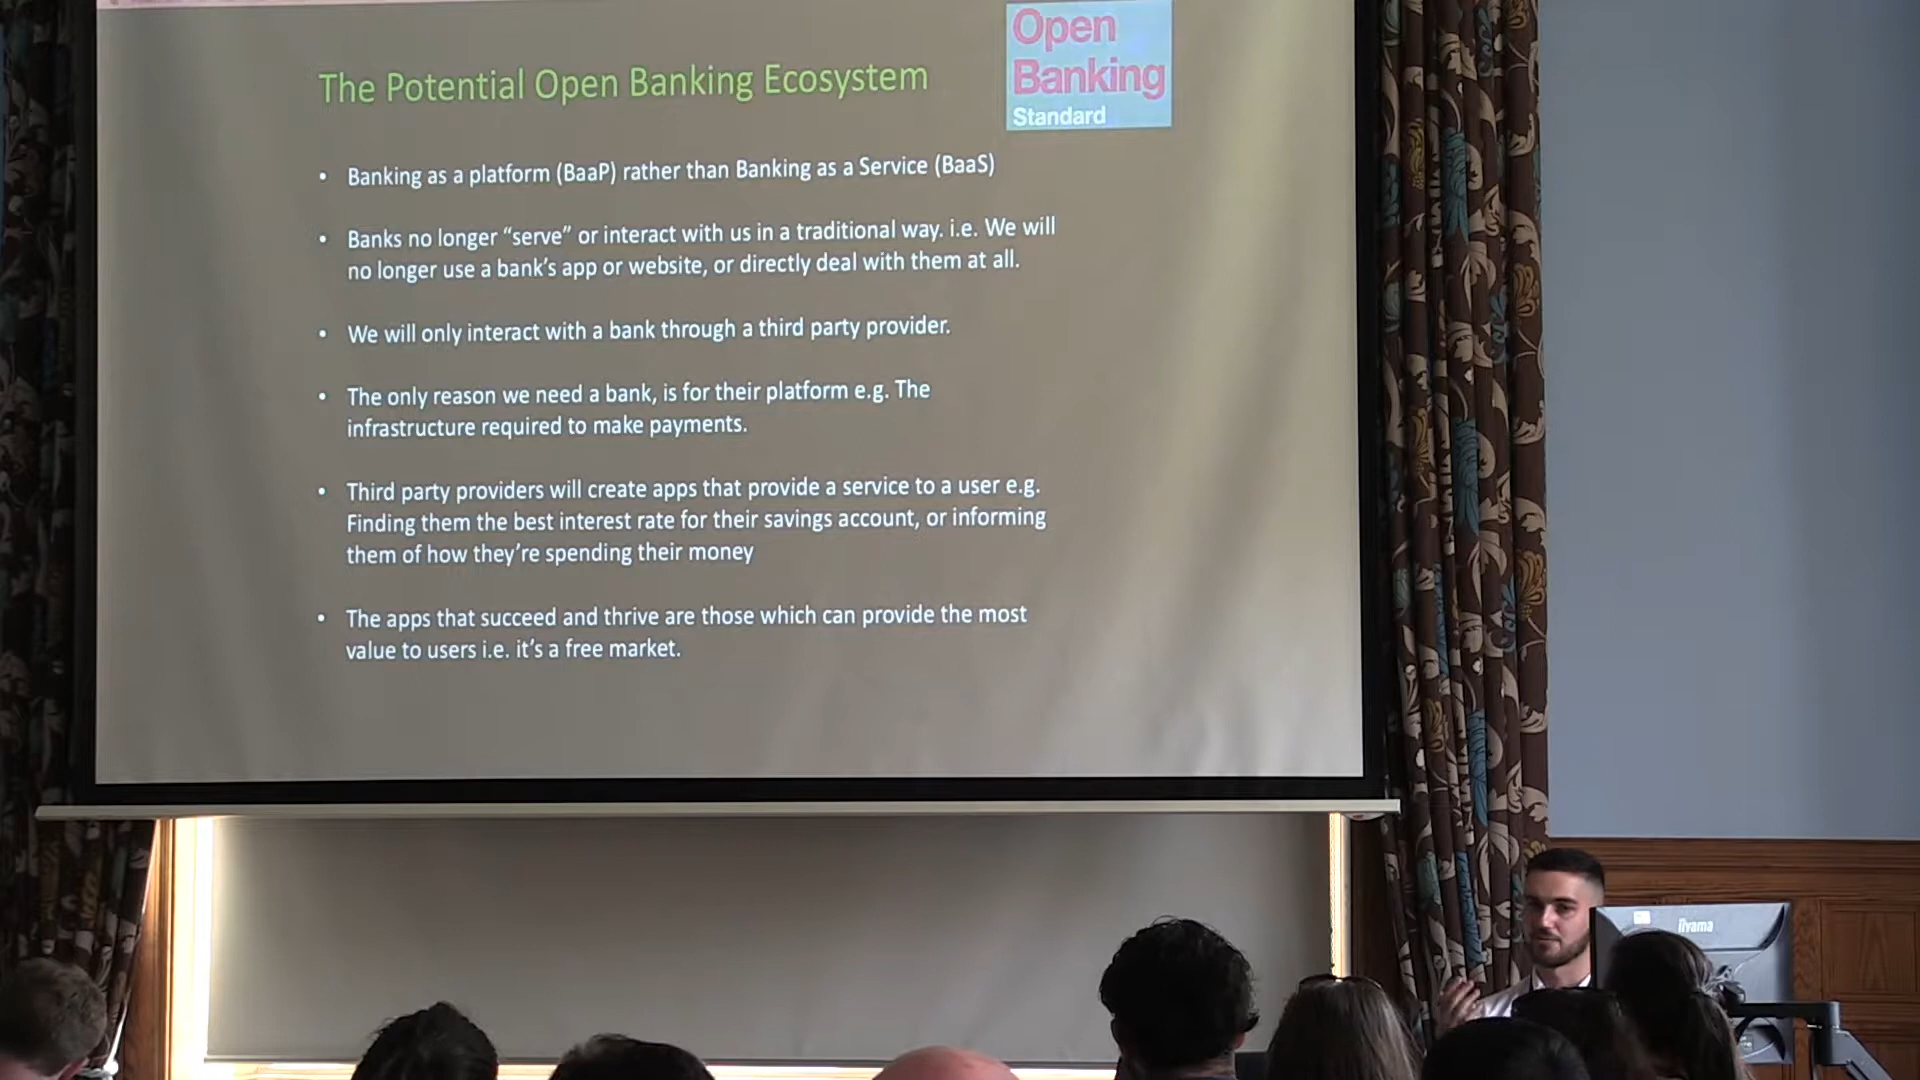 Open
Banking
Standard
The Potential Open Banking Ecosystem
• Banking as a platform (BaaP) rather than Banking as a Service (BaaS)
• Banks no longer “serve” or interact with us in a traditional way. i.e. We will
no longer use a bank’s app or website, or directly deal with them at all.
• We will only interact with a bank through a third party provider.
• The only reason we need a bank, is for their platform e.g. The
infrastructure required to make payments.
• Third party providers will create apps that provide a service to a user e.g.
Finding them the best interest rate for their savings account, or informing
them of how they’re spending their money
• The apps that succeed and thrive are those which can provide the most
value to users i.e. it’s a free market.
iiyama